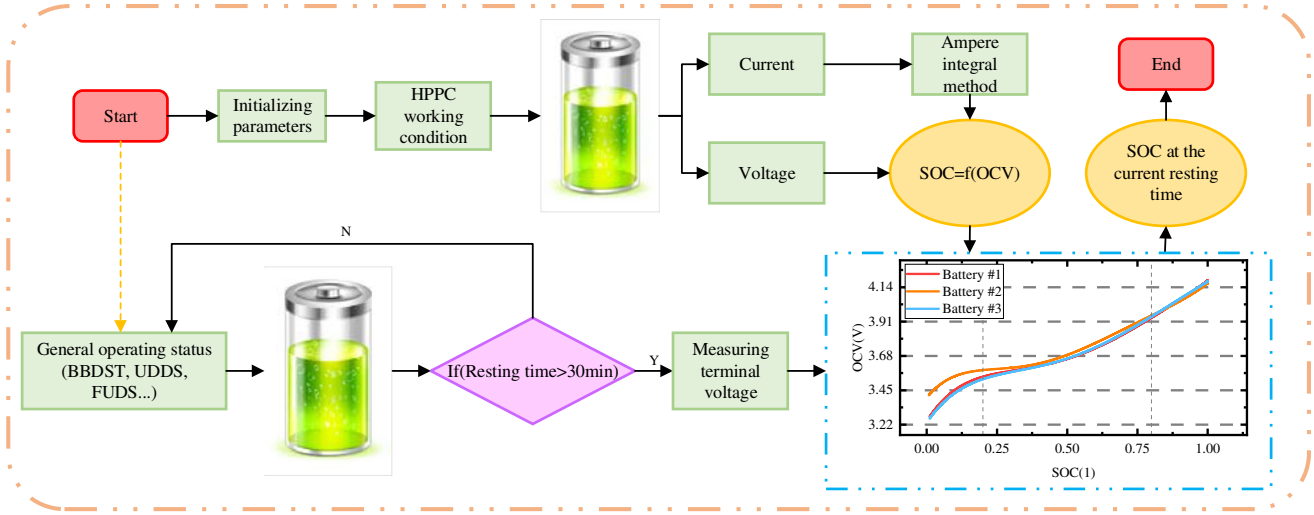 Start
Initializing
parameters
HPPC
working
condition
Current
Voltage
Ampere
integral
method
SOC=f(OCV)
End
SOC at the
current resting
time
N
General operating status
(BBDST, UDDS,
FUDS...)
If(Resting time>30min)
Y
Measuring
terminal
voltage
Battery #1
Battery #2
Battery #3
OCV(V)
4.14
3.91
3.68
3.45
3.22
0.00 0.25 0.50 0.75 1.00
SOC(1)